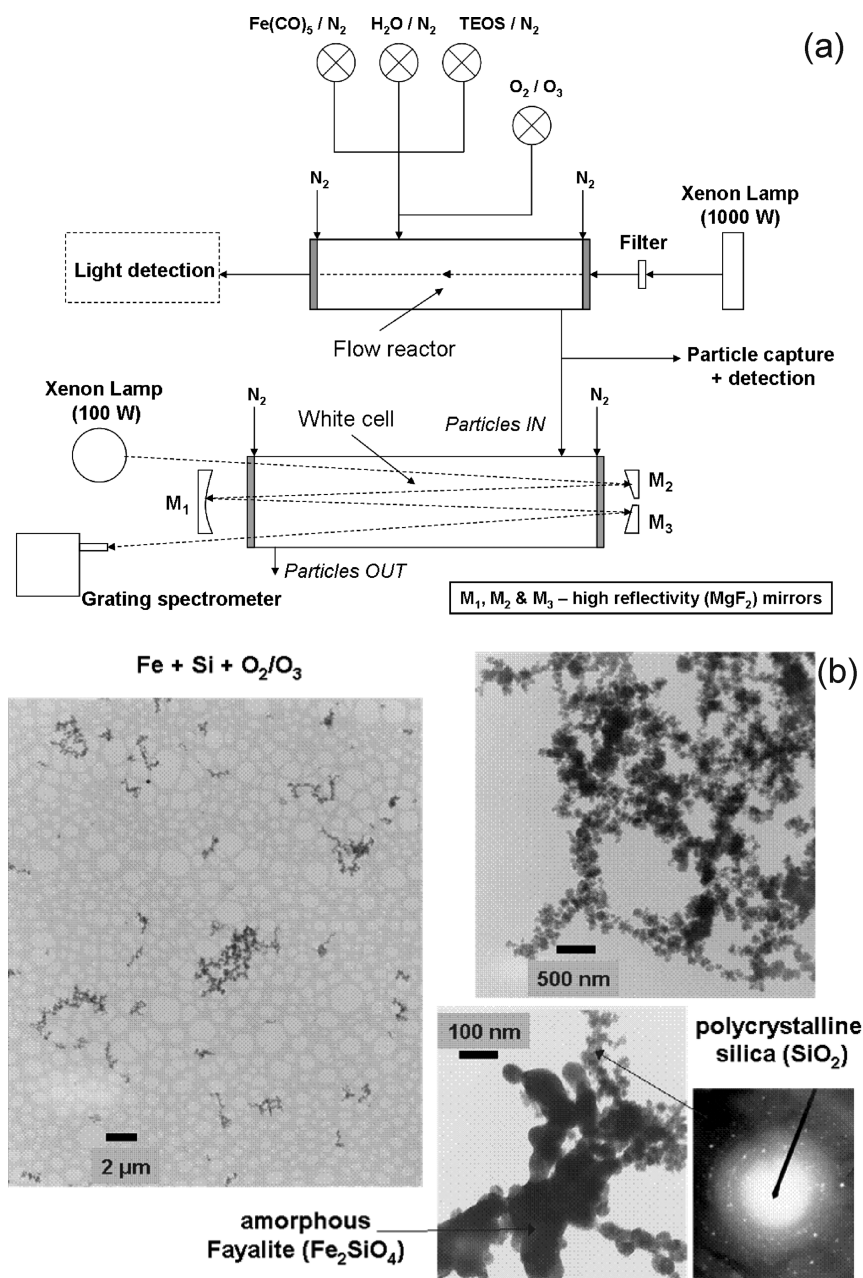 (a)
Fe(CO)₅ / N₂
H₂O / N₂
TEOS / N₂
O₂ / O₃
N₂
N₂
Xenon Lamp
(1000 W)
Filter
Light detection
Flow reactor
Particle capture
+ detection
Xenon Lamp
(100 W)
N₂
White cell
Particles IN
N₂
M₁
M₂
M₃
Particles OUT
Grating spectrometer
M₁, M₂ & M₃ – high reflectivity (MgF₂) mirrors
(b)
Fe + Si + O₂/O₃
2 µm
500 nm
100 nm
polycrystalline
silica (SiO₂)
amorphous
Fayalite (Fe₂SiO₄)